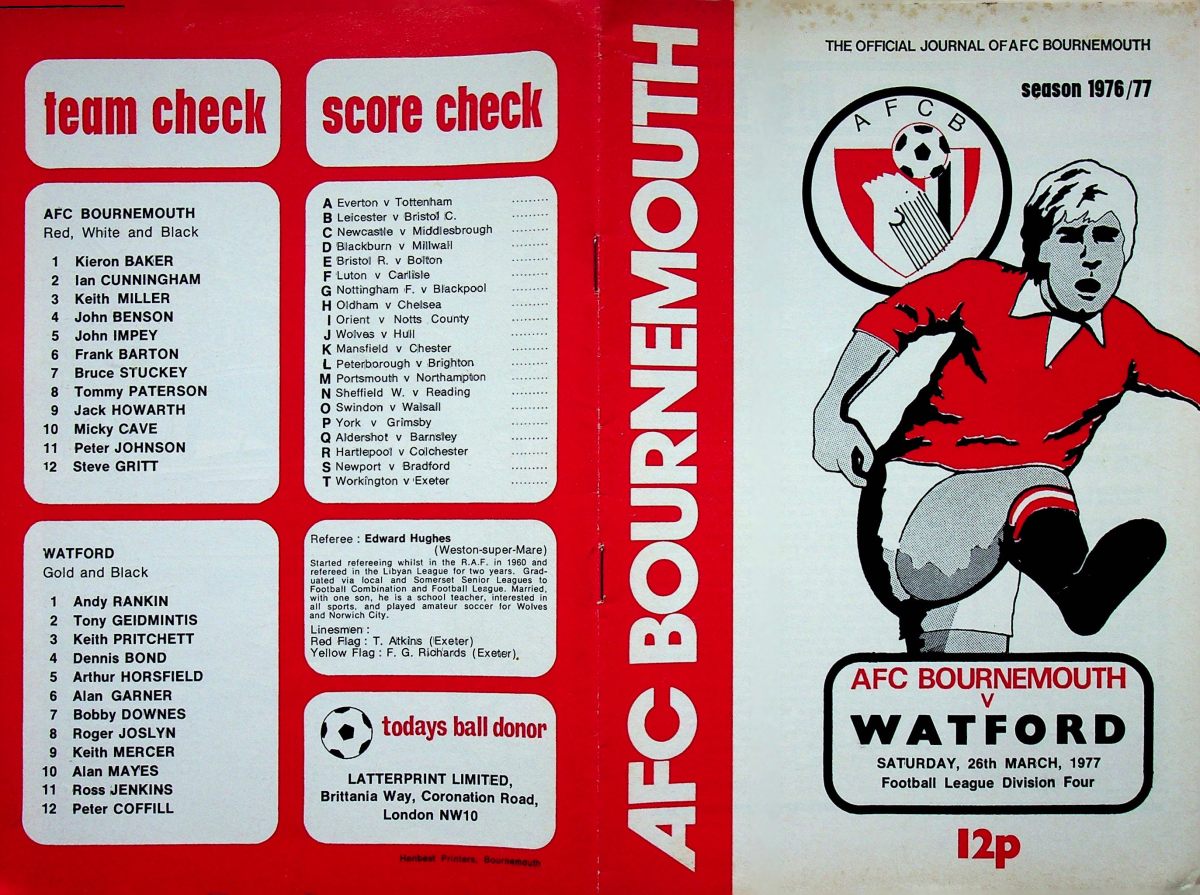 team check
AFC BOURNEMOUTH
Red, White and Black
1 Kieron BAKER
2 Ian CUNNINGHAM
3 Keith MILLER
4 John BENSON
5 John IMPEY
6 Frank BARTON
7 Bruce STUCKEY
8 Tommy PATERSON
9 Jack HOWARTH
10 Micky CAVE
11 Peter JOHNSON
12 Steve GRITT
WATFORD
Gold and Black
1 Andy RANKIN
2 Tony GEIDMINTIS
3 Keith PRITCHETT
4 Dennis BOND
5 Arthur HORSFIELD
6 Alan GARNER
7 Bobby DOWNES
8 Roger JOSLYN
9 Keith MERCER
10 Alan MAYES
11 Ross JENKINS
12 Peter COFFILL
score check
A Everton v Tottenham .........
B Leicester v Bristol C. .........
C Newcastle v Middlesbrough .........
D Blackburn v Millwall .........
E Bristol R. v Bolton .........
F Luton v Carlisle .........
G Nottingham F. v Blackpool .........
H Oldham v Chelsea .........
I Orient v Notts County .........
J Wolves v Hull .........
K Mansfield v Chester .........
L Peterborough v Brighton .........
M Portsmouth v Northampton .........
N Sheffield W. v Reading .........
O Swindon v Walsall .........
P York v Grimsby .........
Q Aldershot v Barnsley .........
R Hartlepool v Colchester .........
S Newport v Bradford .........
T Workington v Exeter .........
Referee : Edward Hughes
(Weston-super-Mare)
Started refereeing whilst in the R.A.F. in 1960 and
refereed in the Libyan League for two years. Grad-
uated via local and Somerset Senior Leagues to
Football Combination and Football League. Married,
with one son, he is a school teacher, interested in
all sports, and played amateur soccer for Wolves
and Norwich City.
Linesmen :
Red Flag : T. Atkins (Exeter)
Yellow Flag : F. G. Richards (Exeter).
todays ball donor
LATTERPRINT LIMITED,
Brittania Way, Coronation Road,
London NW10
Henbest Printers, Bournemouth
AFC BOURNEMOUTH
THE OFFICIAL JOURNAL OF AFC BOURNEMOUTH
season 1976/77
AFCB
AFC BOURNEMOUTH
V
WATFORD
SATURDAY, 26th MARCH, 1977
Football League Division Four
12p